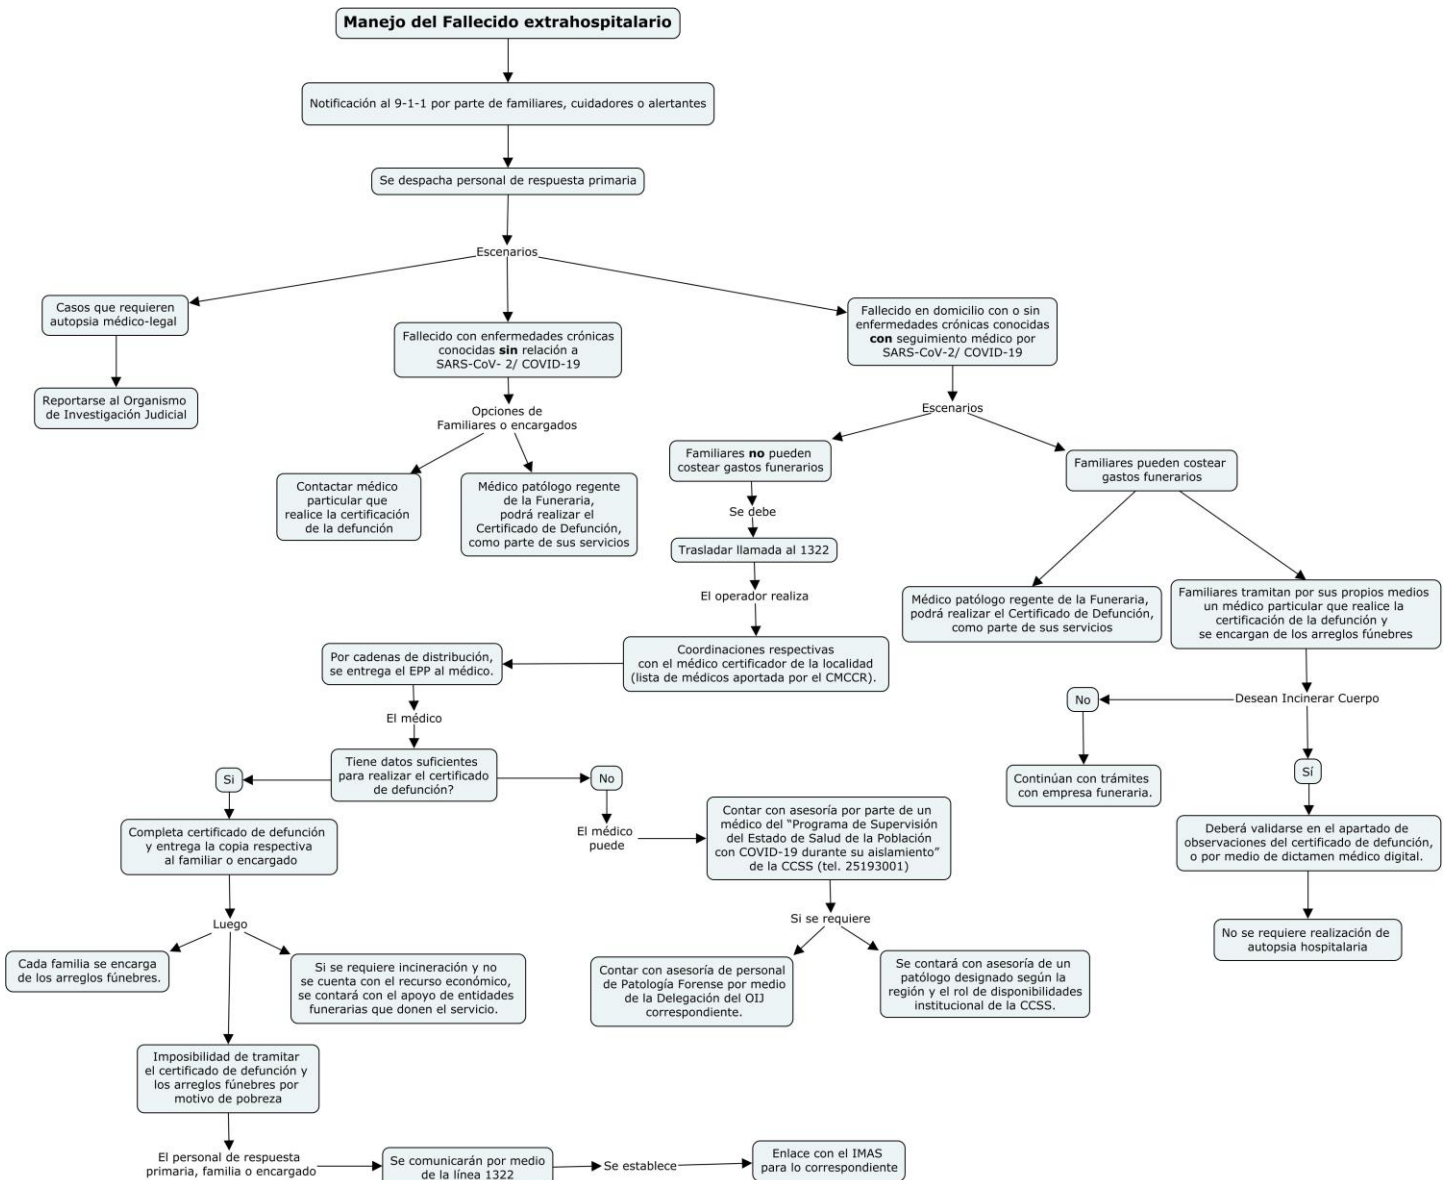 Manejo del Fallecido extrahospitalario
Notificación al 9-1-1 por parte de familiares, cuidadores o alertantes
Se despacha personal de respuesta primaria
Escenarios
Casos que requieren
autopsia médico-legal
Reportarse al Organismo
de Investigación Judicial
Fallecido con enfermedades crónicas
conocidas sin relación a
SARS-CoV- 2/ COVID-19
Opciones de
Familiares o encargados
Contactar médico
particular que
realice la certificación
de la defunción
Médico patólogo regente
de la Funeraria,
podrá realizar el
Certificado de Defunción,
como parte de sus servicios
Fallecido en domicilio con o sin
enfermedades crónicas conocidas
con seguimiento médico por
SARS-CoV-2/ COVID-19
Escenarios
Familiares no pueden
costear gastos funerarios
Se debe
Trasladar llamada al 1322
El operador realiza
Coordinaciones respectivas
con el médico certificador de la localidad
(lista de médicos aportada por el CMCCR).
Por cadenas de distribución,
se entrega el EPP al médico.
El médico
Tiene datos suficientes
para realizar el certificado
de defunción?
Si
Completa certificado de defunción
y entrega la copia respectiva
al familiar o encargado
Luego
Cada familia se encarga
de los arreglos fúnebres.
Si se requiere incineración y no
se cuenta con el recurso económico,
se contará con el apoyo de entidades
funerarias que donen el servicio.
Imposibilidad de tramitar
el certificado de defunción y
los arreglos fúnebres por
motivo de pobreza
El personal de respuesta
primaria, familia o encargado
Se comunicarán por medio
de la línea 1322
Se establece
Enlace con el IMAS
para lo correspondiente
No
El médico
puede
Contar con asesoría por parte de un
médico del "Programa de Supervisión
del Estado de Salud de la Población
con COVID-19 durante su aislamiento"
de la CCSS (tel. 25193001)
Si se requiere
Contar con asesoría de personal
de Patología Forense por medio
de la Delegación del OIJ
correspondiente.
Se contará con asesoría de un
patólogo designado según la
región y el rol de disponibilidades
institucional de la CCSS.
Familiares pueden costear
gastos funerarios
Médico patólogo regente de la Funeraria,
podrá realizar el Certificado de Defunción,
como parte de sus servicios
Familiares tramitan por sus propios medios
un médico particular que realice la
certificación de la defunción y
se encargan de los arreglos fúnebres
Desean Incinerar Cuerpo
No
Continúan con trámites
con empresa funeraria.
Sí
Deberá validarse en el apartado de
observaciones del certificado de defunción,
o por medio de dictamen médico digital.
No se requiere realización de
autopsia hospitalaria